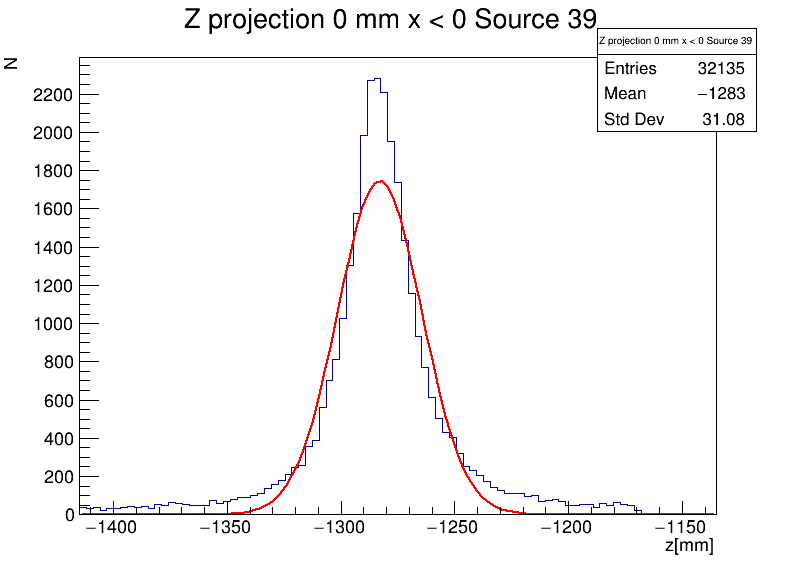 Z projection 0 mm x < 0 Source 39
Z projection 0 mm x < 0 Source 39
Entries 32135
Mean −1283
Std Dev 31.08
N
2200
2000
1800
1600
1400
1200
1000
800
600
400
200
0
−1400 −1350 −1300 −1250 −1200 −1150
z[mm]